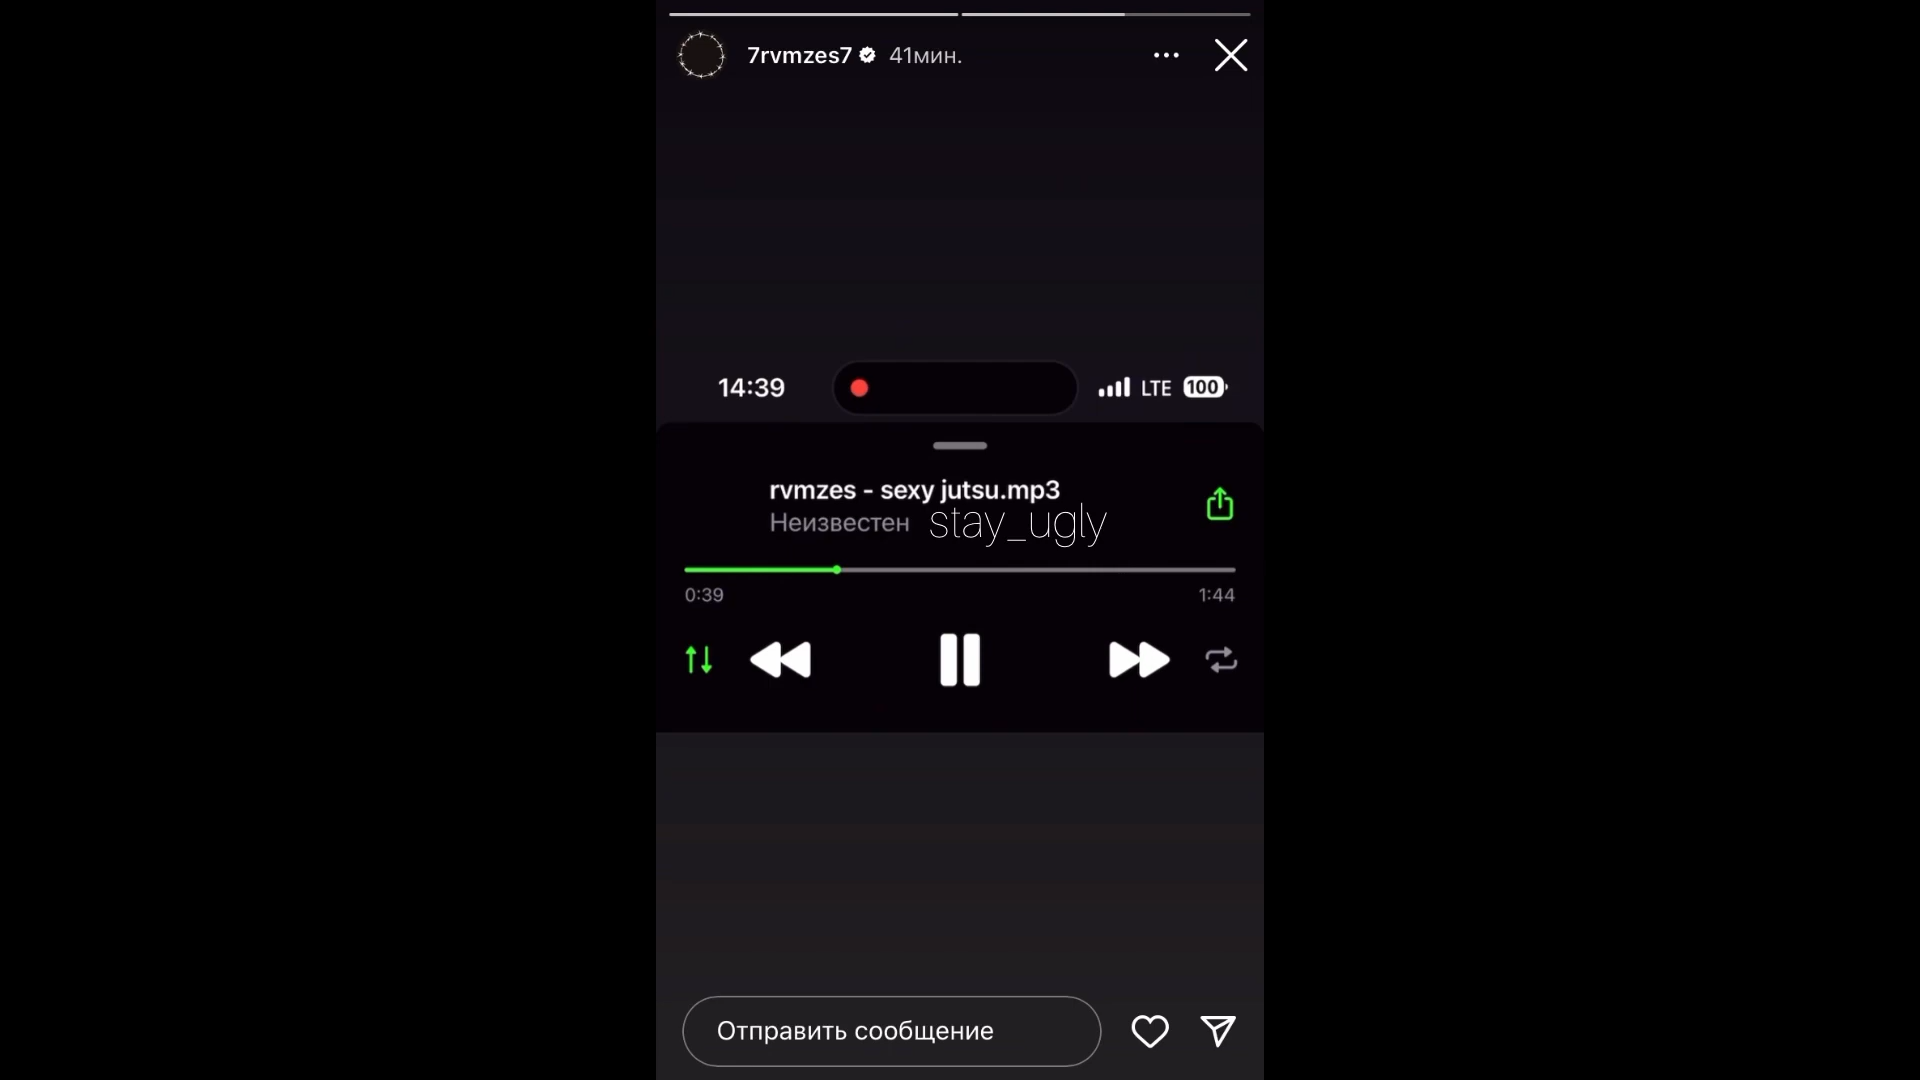 7rvmzes7 41мин.
14:39 LTE 100
rvmzes - sexy jutsu.mp3
Неизвестен
stay_ugly
0:39 1:44
Отправить сообщение